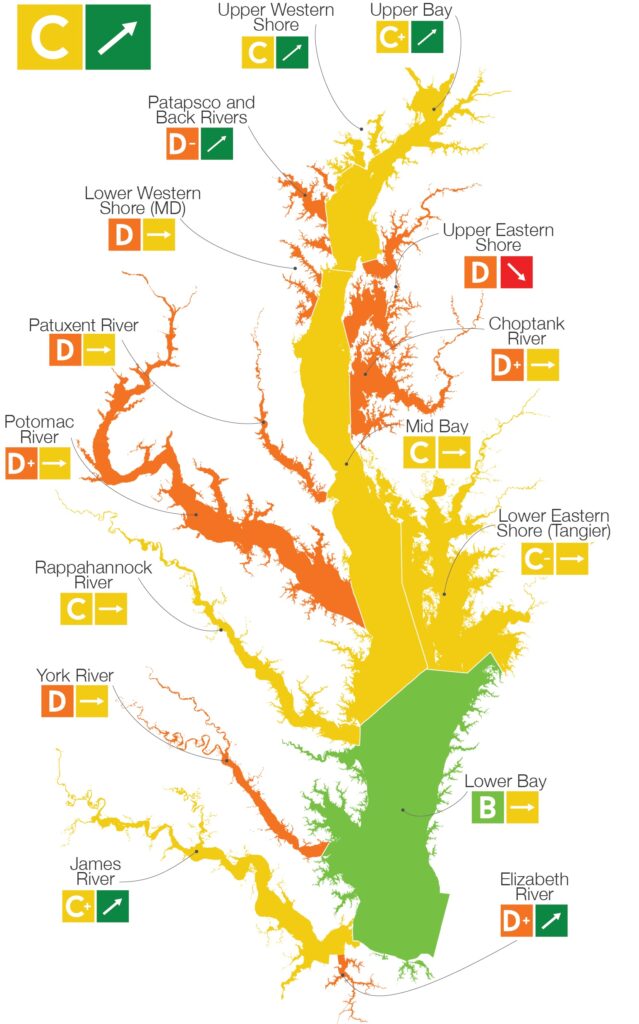 C
Upper Western
Shore
C
Upper Bay
C+
Patapsco and
Back Rivers
D-
Lower Western
Shore (MD)
D
Upper Eastern
Shore
D
Patuxent River
D
Choptank
River
D+
Potomac
River
D+
Mid Bay
C
Lower Eastern
Shore (Tangier)
C-
Rappahannock
River
C
York River
D
Lower Bay
B
James
River
C+
Elizabeth
River
D+